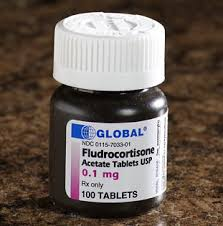 GLOBAL®
NDC 0115-7033-01
Fludrocortisone
Acetate Tablets USP
0.1 mg
Rx only
100 TABLETS